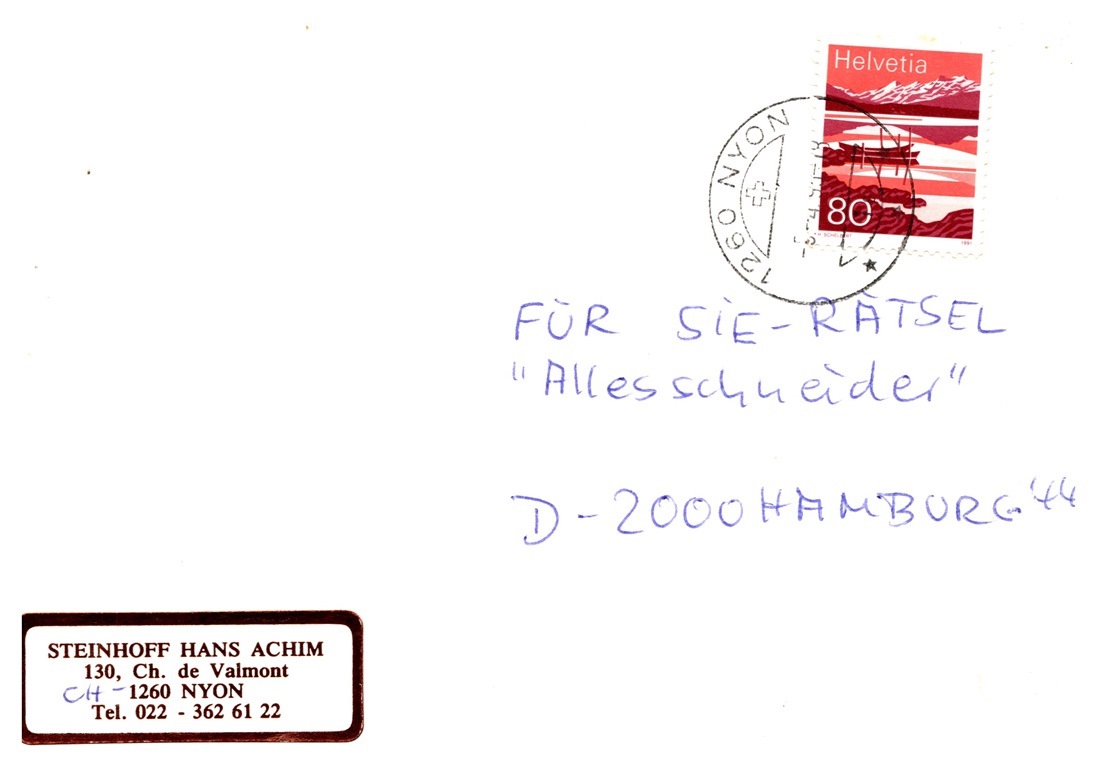 Helvetia
80
1991
1260 NYON
FÜR SIE-RÄTSEL
"Allesschneider"
D-2000 HAMBURG 44
STEINHOFF HANS ACHIM
130, Ch. de Valmont
CH-1260 NYON
Tel. 022 - 362 61 22